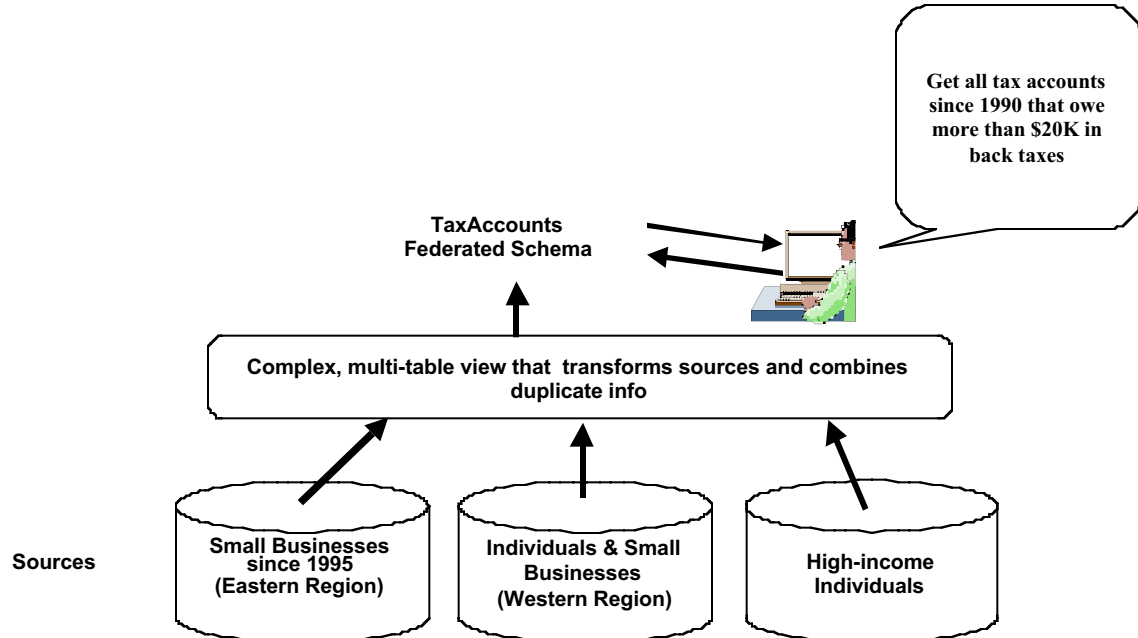 Get all tax accounts
since 1990 that owe
more than $20K in
back taxes
TaxAccounts
Federated Schema
Complex, multi-table view that transforms sources and combines
duplicate info
Sources
Small Businesses
since 1995
(Eastern Region)
Individuals & Small
Businesses
(Western Region)
High-income
Individuals